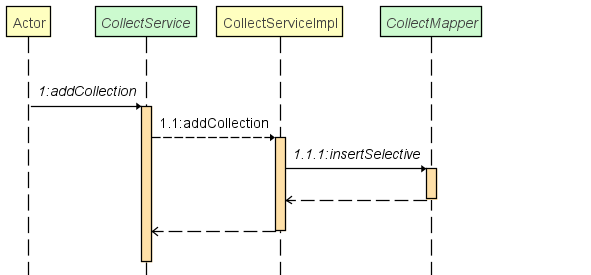 Actor CollectService CollectServiceImpl CollectMapper
1:addCollection
1.1:addCollection
1.1.1:insertSelective